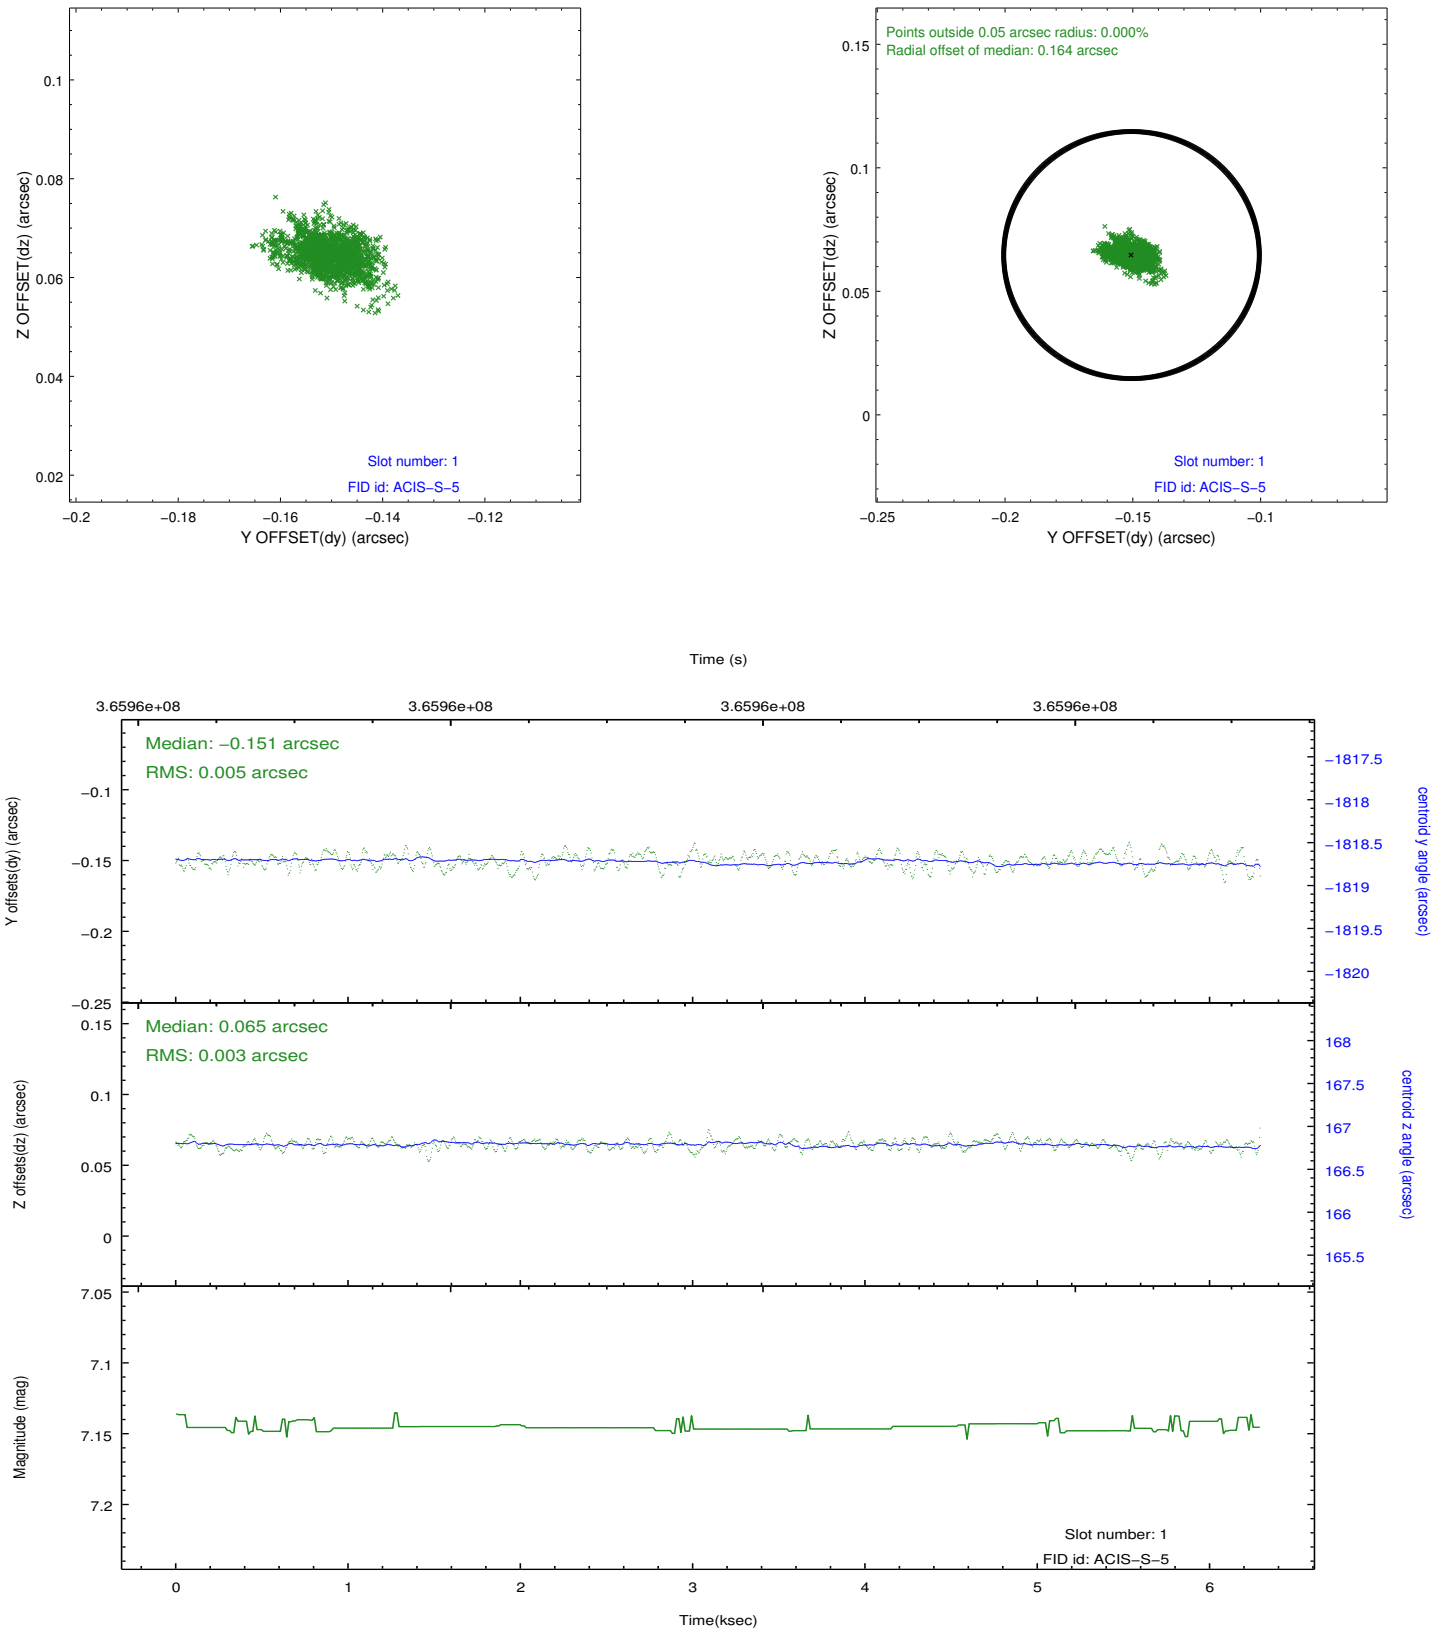 0.1
0.08
0.06
0.04
0.02
Z OFFSET(dz) (arcsec)
Slot number: 1
FID id: ACIS−S−5
−0.2 −0.18 −0.16 −0.14 −0.12
Y OFFSET(dy) (arcsec)
Points outside 0.05 arcsec radius: 0.000%
Radial offset of median: 0.164 arcsec
0.15
0.1
0.05
0
Z OFFSET(dz) (arcsec)
Slot number: 1
FID id: ACIS−S−5
−0.25 −0.2 −0.15 −0.1
Y OFFSET(dy) (arcsec)
Time (s)
3.6596e+08 3.6596e+08 3.6596e+08 3.6596e+08
Median: −0.151 arcsec
RMS: 0.005 arcsec
−0.1
−0.15
−0.2
−0.25
Y offsets(dy) (arcsec)
−1817.5
−1818
−1818.5
−1819
−1819.5
−1820
centroid y angle (arcsec)
Median: 0.065 arcsec
RMS: 0.003 arcsec
0.15
0.1
0.05
0
Z offsets(dz) (arcsec)
168
167.5
167
166.5
166
165.5
centroid z angle (arcsec)
7.05
7.1
7.15
7.2
Magnitude (mag)
Slot number: 1
FID id: ACIS−S−5
0 1 2 3 4 5 6
Time(ksec)